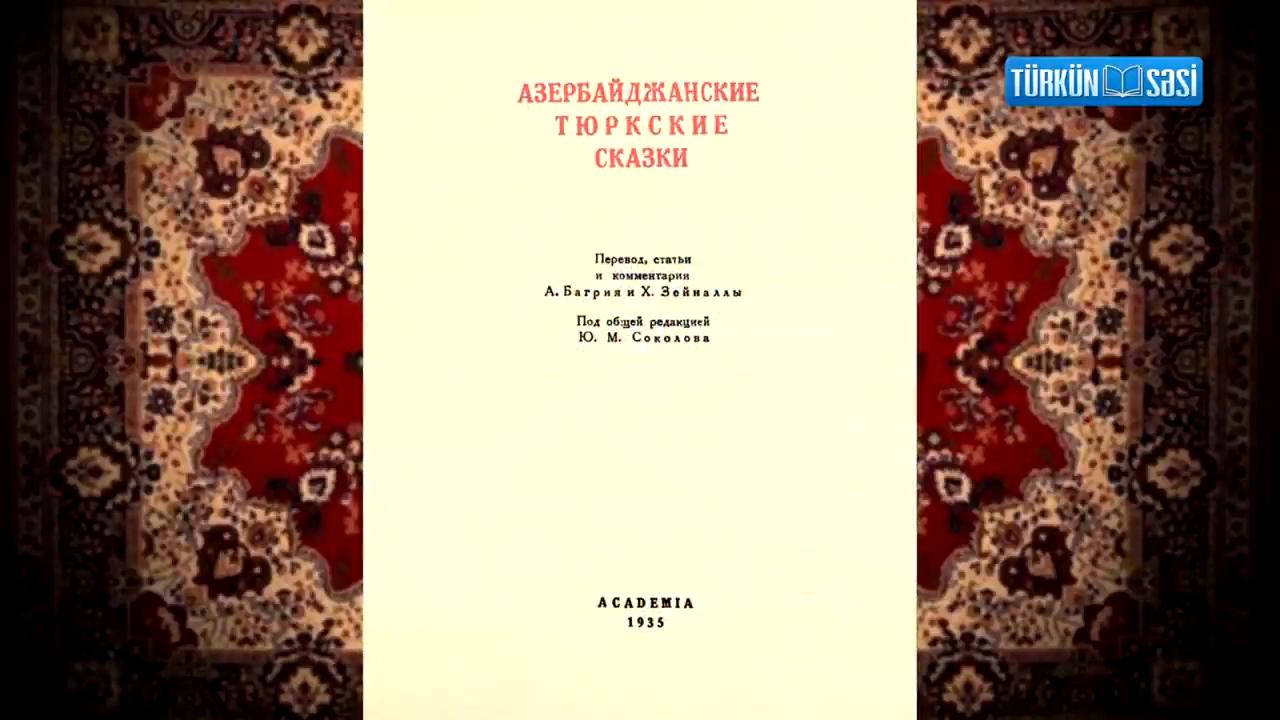 АЗЕРБАЙДЖАНСКИЕ
ТЮРКСКИЕ
СКАЗКИ
TÜRKÜN SƏSİ
Перевод, статьи
и комментарии
А. Багрия и Х. Зейналлы
Под общей редакцией
Ю. М. Соколова
ACADEMIA
1935